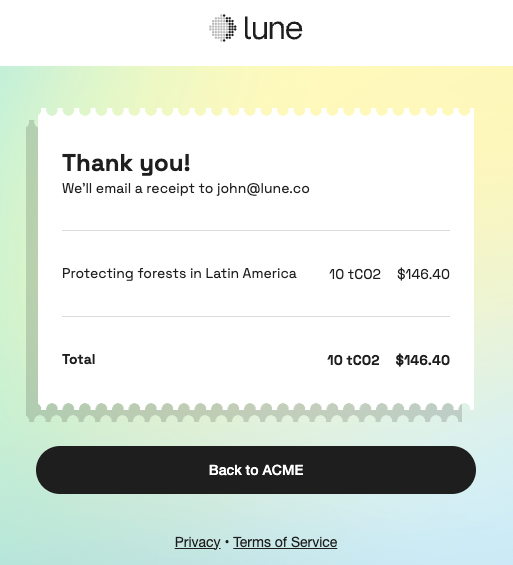 lune
Thank you!
We'll email a receipt to john@lune.co
Protecting forests in Latin America 10 tCO2 $146.40
Total 10 tCO2 $146.40
Back to ACME
Privacy • Terms of Service